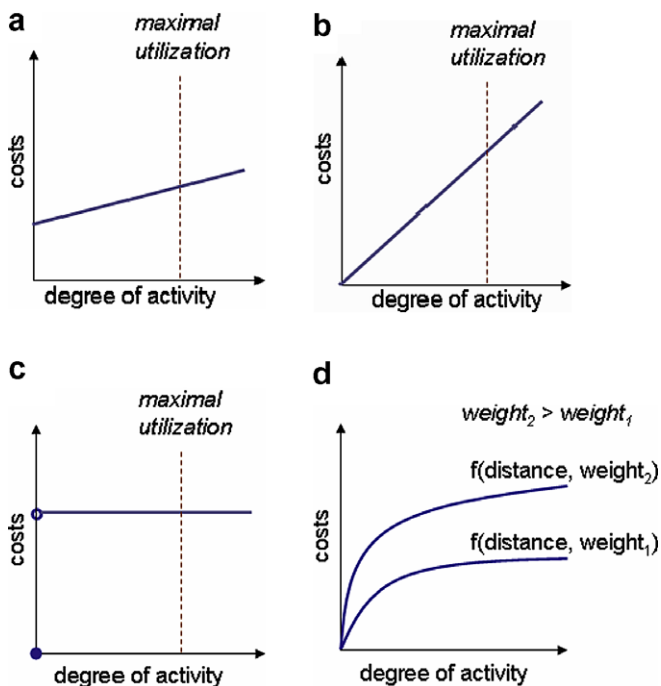 a
maximal
utilization
costs
degree of activity
b
maximal
utilization
costs
degree of activity
c
maximal
utilization
costs
degree of activity
d
weight₂ > weight₁
f(distance, weight₂)
f(distance, weight₁)
costs
degree of activity